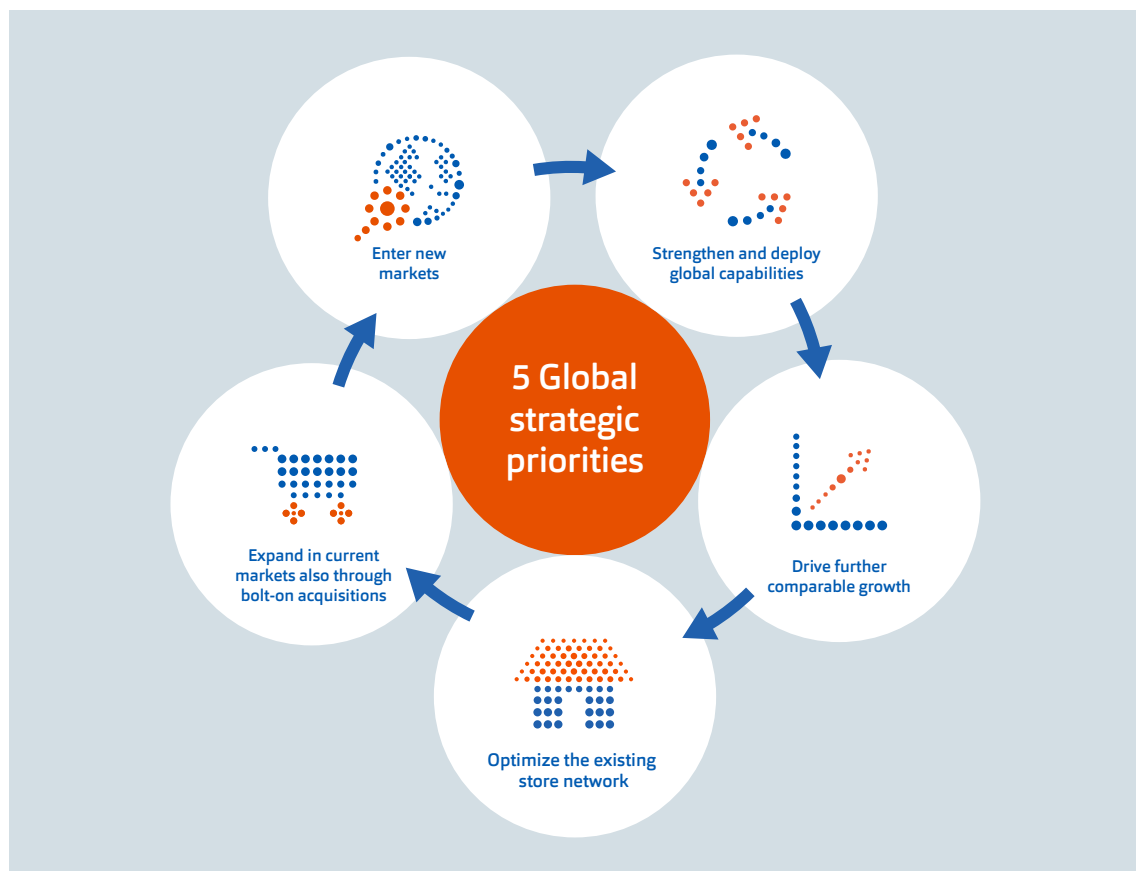 Enter new
markets
Strengthen and deploy
global capabilities
5 Global
strategic
priorities
Drive further
comparable growth
Expand in current
markets also through
bolt-on acquisitions
Optimize the existing
store network